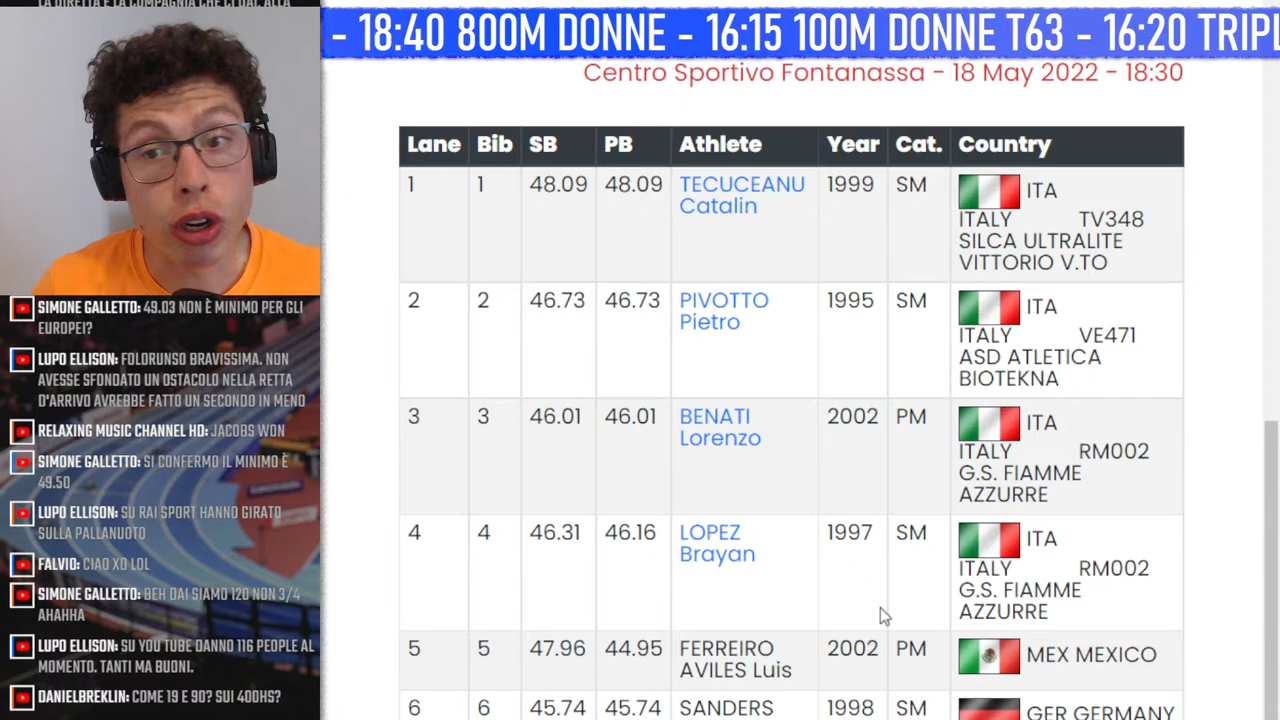 LA DIRETTA E LA COMPAGNIA CHE CI DAI. ALLA
- 18:40 800M DONNE - 16:15 100M DONNE T63 - 16:20 TRIPL
Centro Sportivo Fontanassa - 18 May 2022 - 18:30
Lane Bib SB PB Athlete Year Cat. Country
1 1 48.09 48.09 TECUCEANU Catalin 1999 SM ITA
ITALY TV348
SILCA ULTRALITE
VITTORIO V.TO
2 2 46.73 46.73 PIVOTTO Pietro 1995 SM ITA
ITALY VE471
ASD ATLETICA
BIOTEKNA
3 3 46.01 46.01 BENATI Lorenzo 2002 PM ITA
ITALY RM002
G.S. FIAMME
AZZURRE
4 4 46.31 46.16 LOPEZ Brayan 1997 SM ITA
ITALY RM002
G.S. FIAMME
AZZURRE
5 5 47.96 44.95 FERREIRO AVILES Luis 2002 PM MEX MEXICO
6 6 45.74 45.74 SANDERS 1998 SM GER GERMANY
SIMONE GALLETTO: 49.03 NON È MINIMO PER GLI
EUROPEI?
LUPO ELLISON: FOLORUNSO BRAVISSIMA. NON
AVESSE SFONDATO UN OSTACOLO NELLA RETTA
D'ARRIVO AVREBBE FATTO UN SECONDO IN MENO
RELAXING MUSIC CHANNEL HD: JACOBS WON
SIMONE GALLETTO: SI CONFERMO IL MINIMO È
49.50
LUPO ELLISON: SU RAI SPORT HANNO GIRATO
SULLA PALLANUOTO
FALVIO: CIAO XD LOL
SIMONE GALLETTO: BEH DAI SIAMO 120 NON 3/4
AHAHHA
LUPO ELLISON: SU YOU TUBE DANNO 116 PEOPLE AL
MOMENTO. TANTI MA BUONI.
DANIELBREKLIN: COME 19 E 90? SUI 400HS?